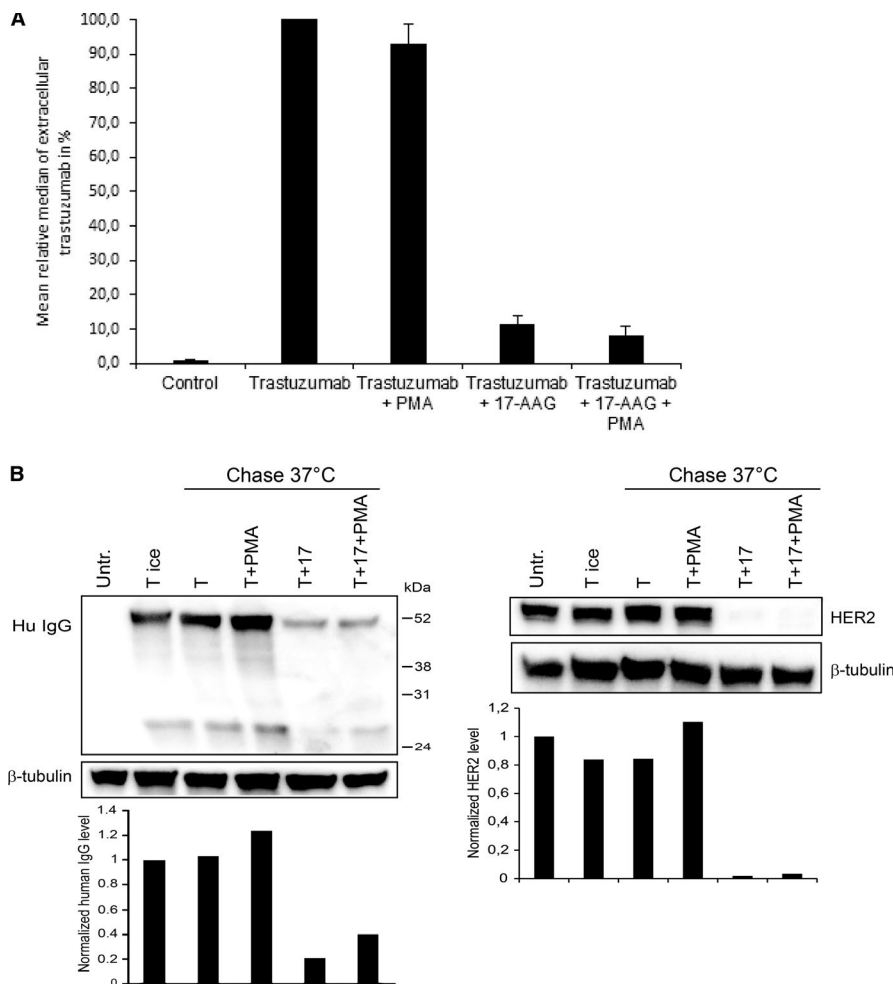 A
Mean relative median of extracellular
trastuzumab in %
100,0
90,0
80,0
70,0
60,0
50,0
40,0
30,0
20,0
10,0
0,0
Control
Trastuzumab
Trastuzumab
+ PMA
Trastuzumab
+ 17-AAG
Trastuzumab
+ 17-AAG +
PMA
B
Chase 37°C
Untr.
T ice
T
T+PMA
T+17
T+17+PMA
kDa
Hu IgG
52
38
31
24
β-tubulin
Normalized human IgG level
1.4
1.2
1
0.8
0.6
0.4
0.2
0
Chase 37°C
Untr.
T ice
T
T+PMA
T+17
T+17+PMA
HER2
β-tubulin
Normalized HER2 level
1,2
1
0,8
0,6
0,4
0,2
0